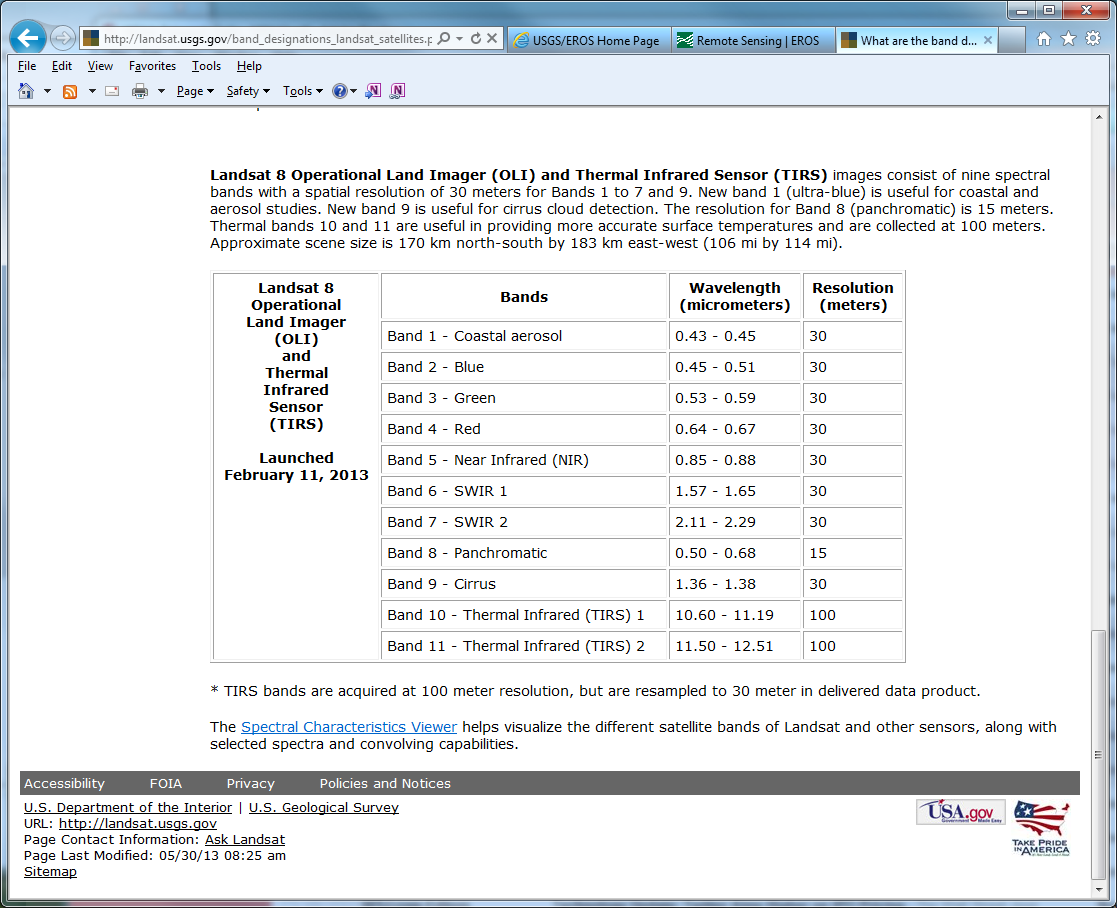 http://landsat.usgs.gov/band_designations_landsat_satellites.p
USGS/EROS Home Page
Remote Sensing | EROS
What are the band d...
File Edit View Favorites Tools Help
Page Safety Tools
Landsat 8 Operational Land Imager (OLI) and Thermal Infrared Sensor (TIRS) images consist of nine spectral
bands with a spatial resolution of 30 meters for Bands 1 to 7 and 9. New band 1 (ultra-blue) is useful for coastal and
aerosol studies. New band 9 is useful for cirrus cloud detection. The resolution for Band 8 (panchromatic) is 15 meters.
Thermal bands 10 and 11 are useful in providing more accurate surface temperatures and are collected at 100 meters.
Approximate scene size is 170 km north-south by 183 km east-west (106 mi by 114 mi).
Landsat 8
Operational
Land Imager
(OLI)
and
Thermal
Infrared
Sensor
(TIRS)
Launched
February 11, 2013
Bands
Wavelength
(micrometers)
Resolution
(meters)
Band 1 - Coastal aerosol 0.43 - 0.45 30
Band 2 - Blue 0.45 - 0.51 30
Band 3 - Green 0.53 - 0.59 30
Band 4 - Red 0.64 - 0.67 30
Band 5 - Near Infrared (NIR) 0.85 - 0.88 30
Band 6 - SWIR 1 1.57 - 1.65 30
Band 7 - SWIR 2 2.11 - 2.29 30
Band 8 - Panchromatic 0.50 - 0.68 15
Band 9 - Cirrus 1.36 - 1.38 30
Band 10 - Thermal Infrared (TIRS) 1 10.60 - 11.19 100
Band 11 - Thermal Infrared (TIRS) 2 11.50 - 12.51 100
* TIRS bands are acquired at 100 meter resolution, but are resampled to 30 meter in delivered data product.
The Spectral Characteristics Viewer helps visualize the different satellite bands of Landsat and other sensors, along with
selected spectra and convolving capabilities.
Accessibility FOIA Privacy Policies and Notices
U.S. Department of the Interior | U.S. Geological Survey
URL: http://landsat.usgs.gov
Page Contact Information: Ask Landsat
Page Last Modified: 05/30/13 08:25 am
Sitemap
USA.gov
Government Made Easy
TAKE PRIDE
IN AMERICA